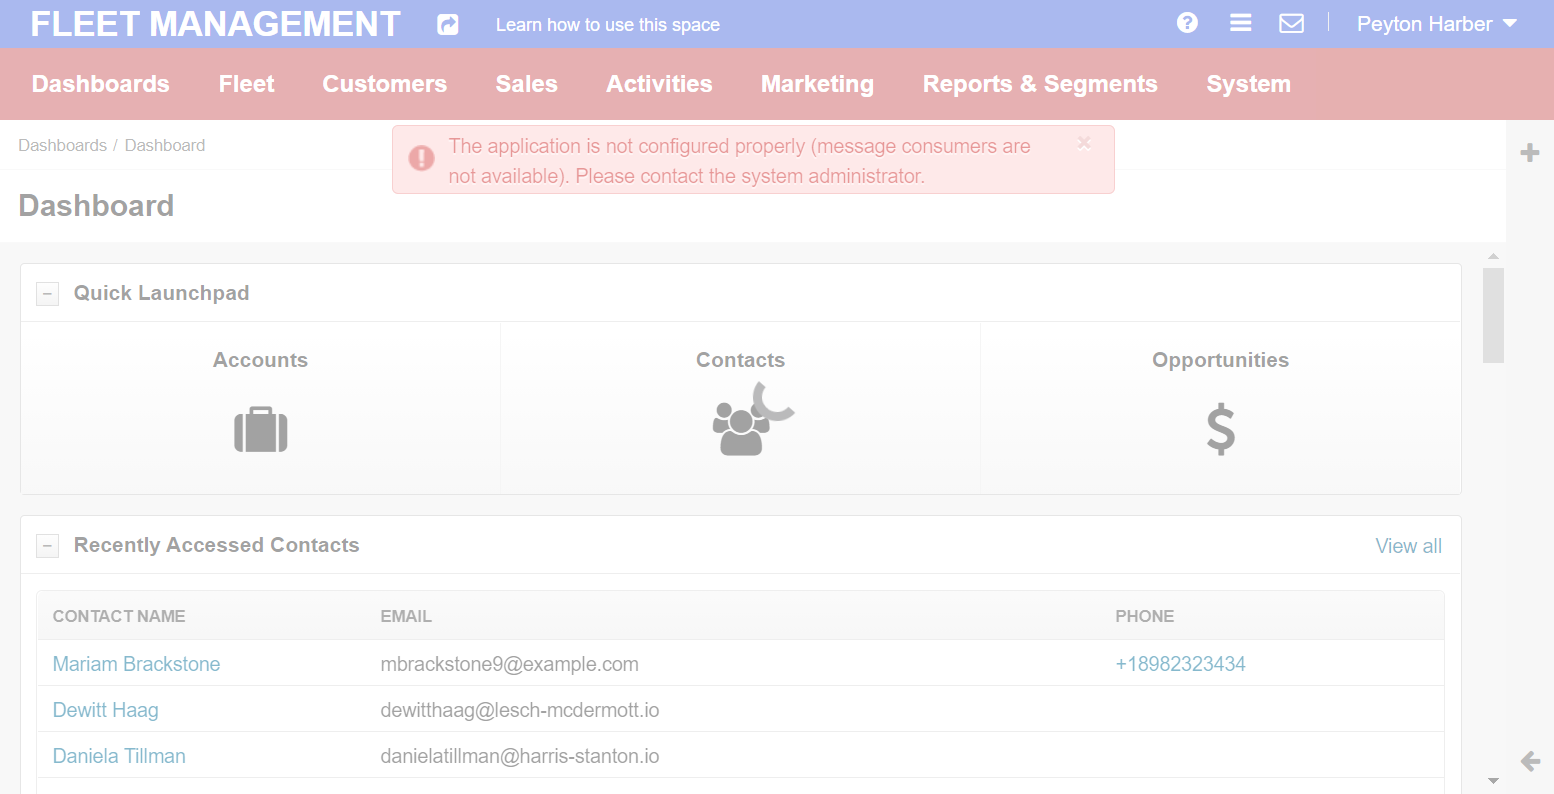 FLEET MANAGEMENT
Learn how to use this space
Peyton Harber
Dashboards Fleet Customers Sales Activities Marketing Reports & Segments System
Dashboards / Dashboard
The application is not configured properly (message consumers are
not available). Please contact the system administrator.
Dashboard
Quick Launchpad
Accounts Contacts Opportunities
Recently Accessed Contacts View all
CONTACT NAME EMAIL PHONE
Mariam Brackstone mbrackstone9@example.com +18982323434
Dewitt Haag dewitthaag@lesch-mcdermott.io
Daniela Tillman danielatillman@harris-stanton.io